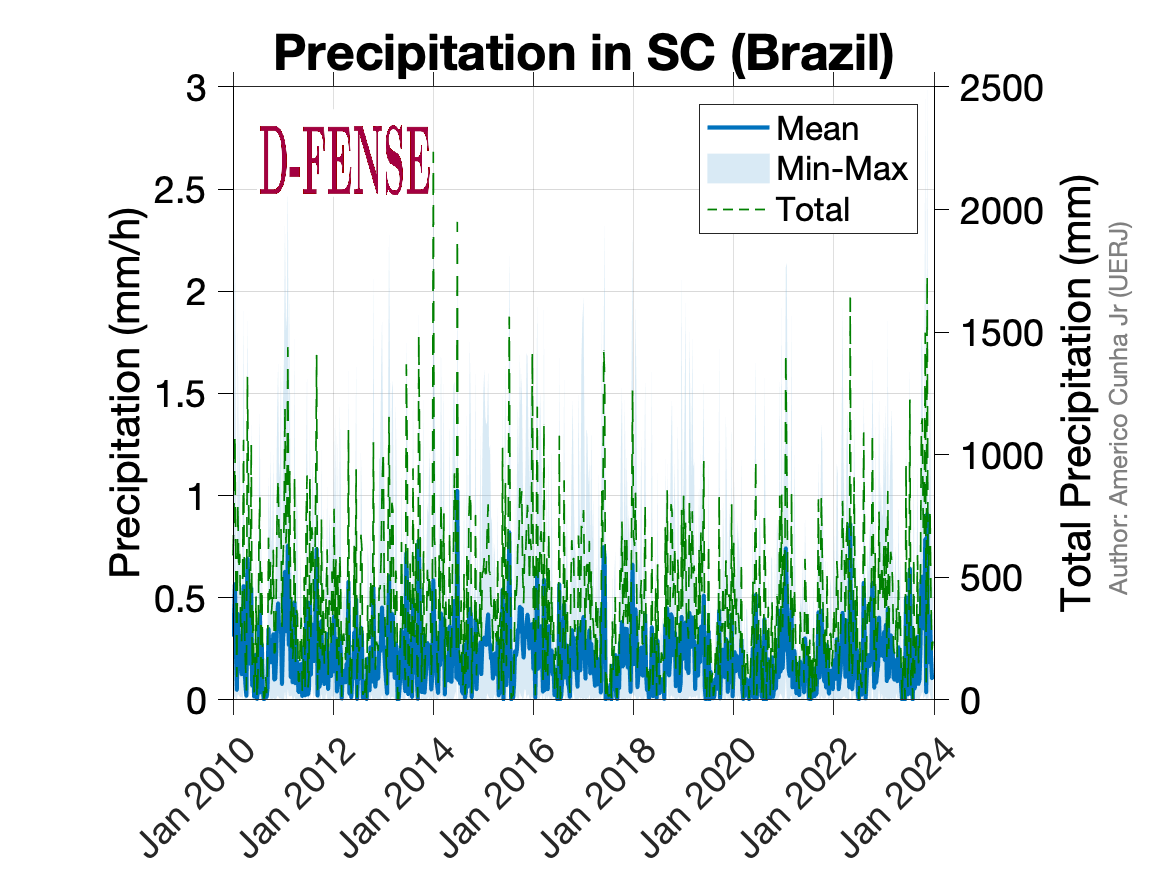 Precipitation in SC (Brazil)
3
2.5
2
1.5
1
0.5
0
Precipitation (mm/h)
D-FENSE
Mean
Min-Max
Total
2500
2000
1500
1000
500
0
Total Precipitation (mm)
Author: Americo Cunha Jr (UERJ)
Jan 2010
Jan 2012
Jan 2014
Jan 2016
Jan 2018
Jan 2020
Jan 2022
Jan 2024